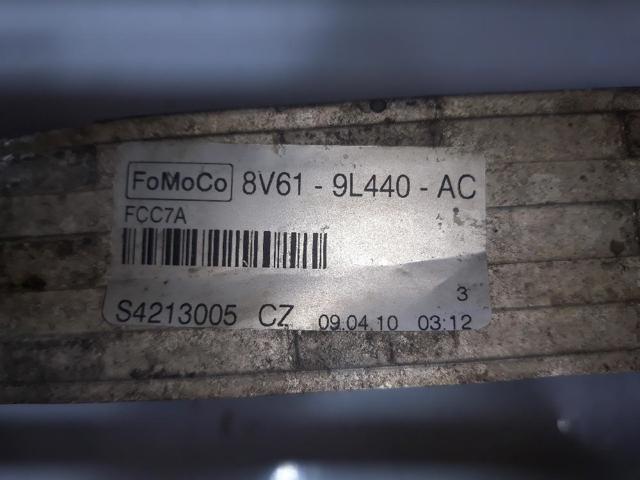 FoMoCo 8V61 - 9L440 - AC
FCC7A
3
S4213005 CZ 09.04.10 03:12